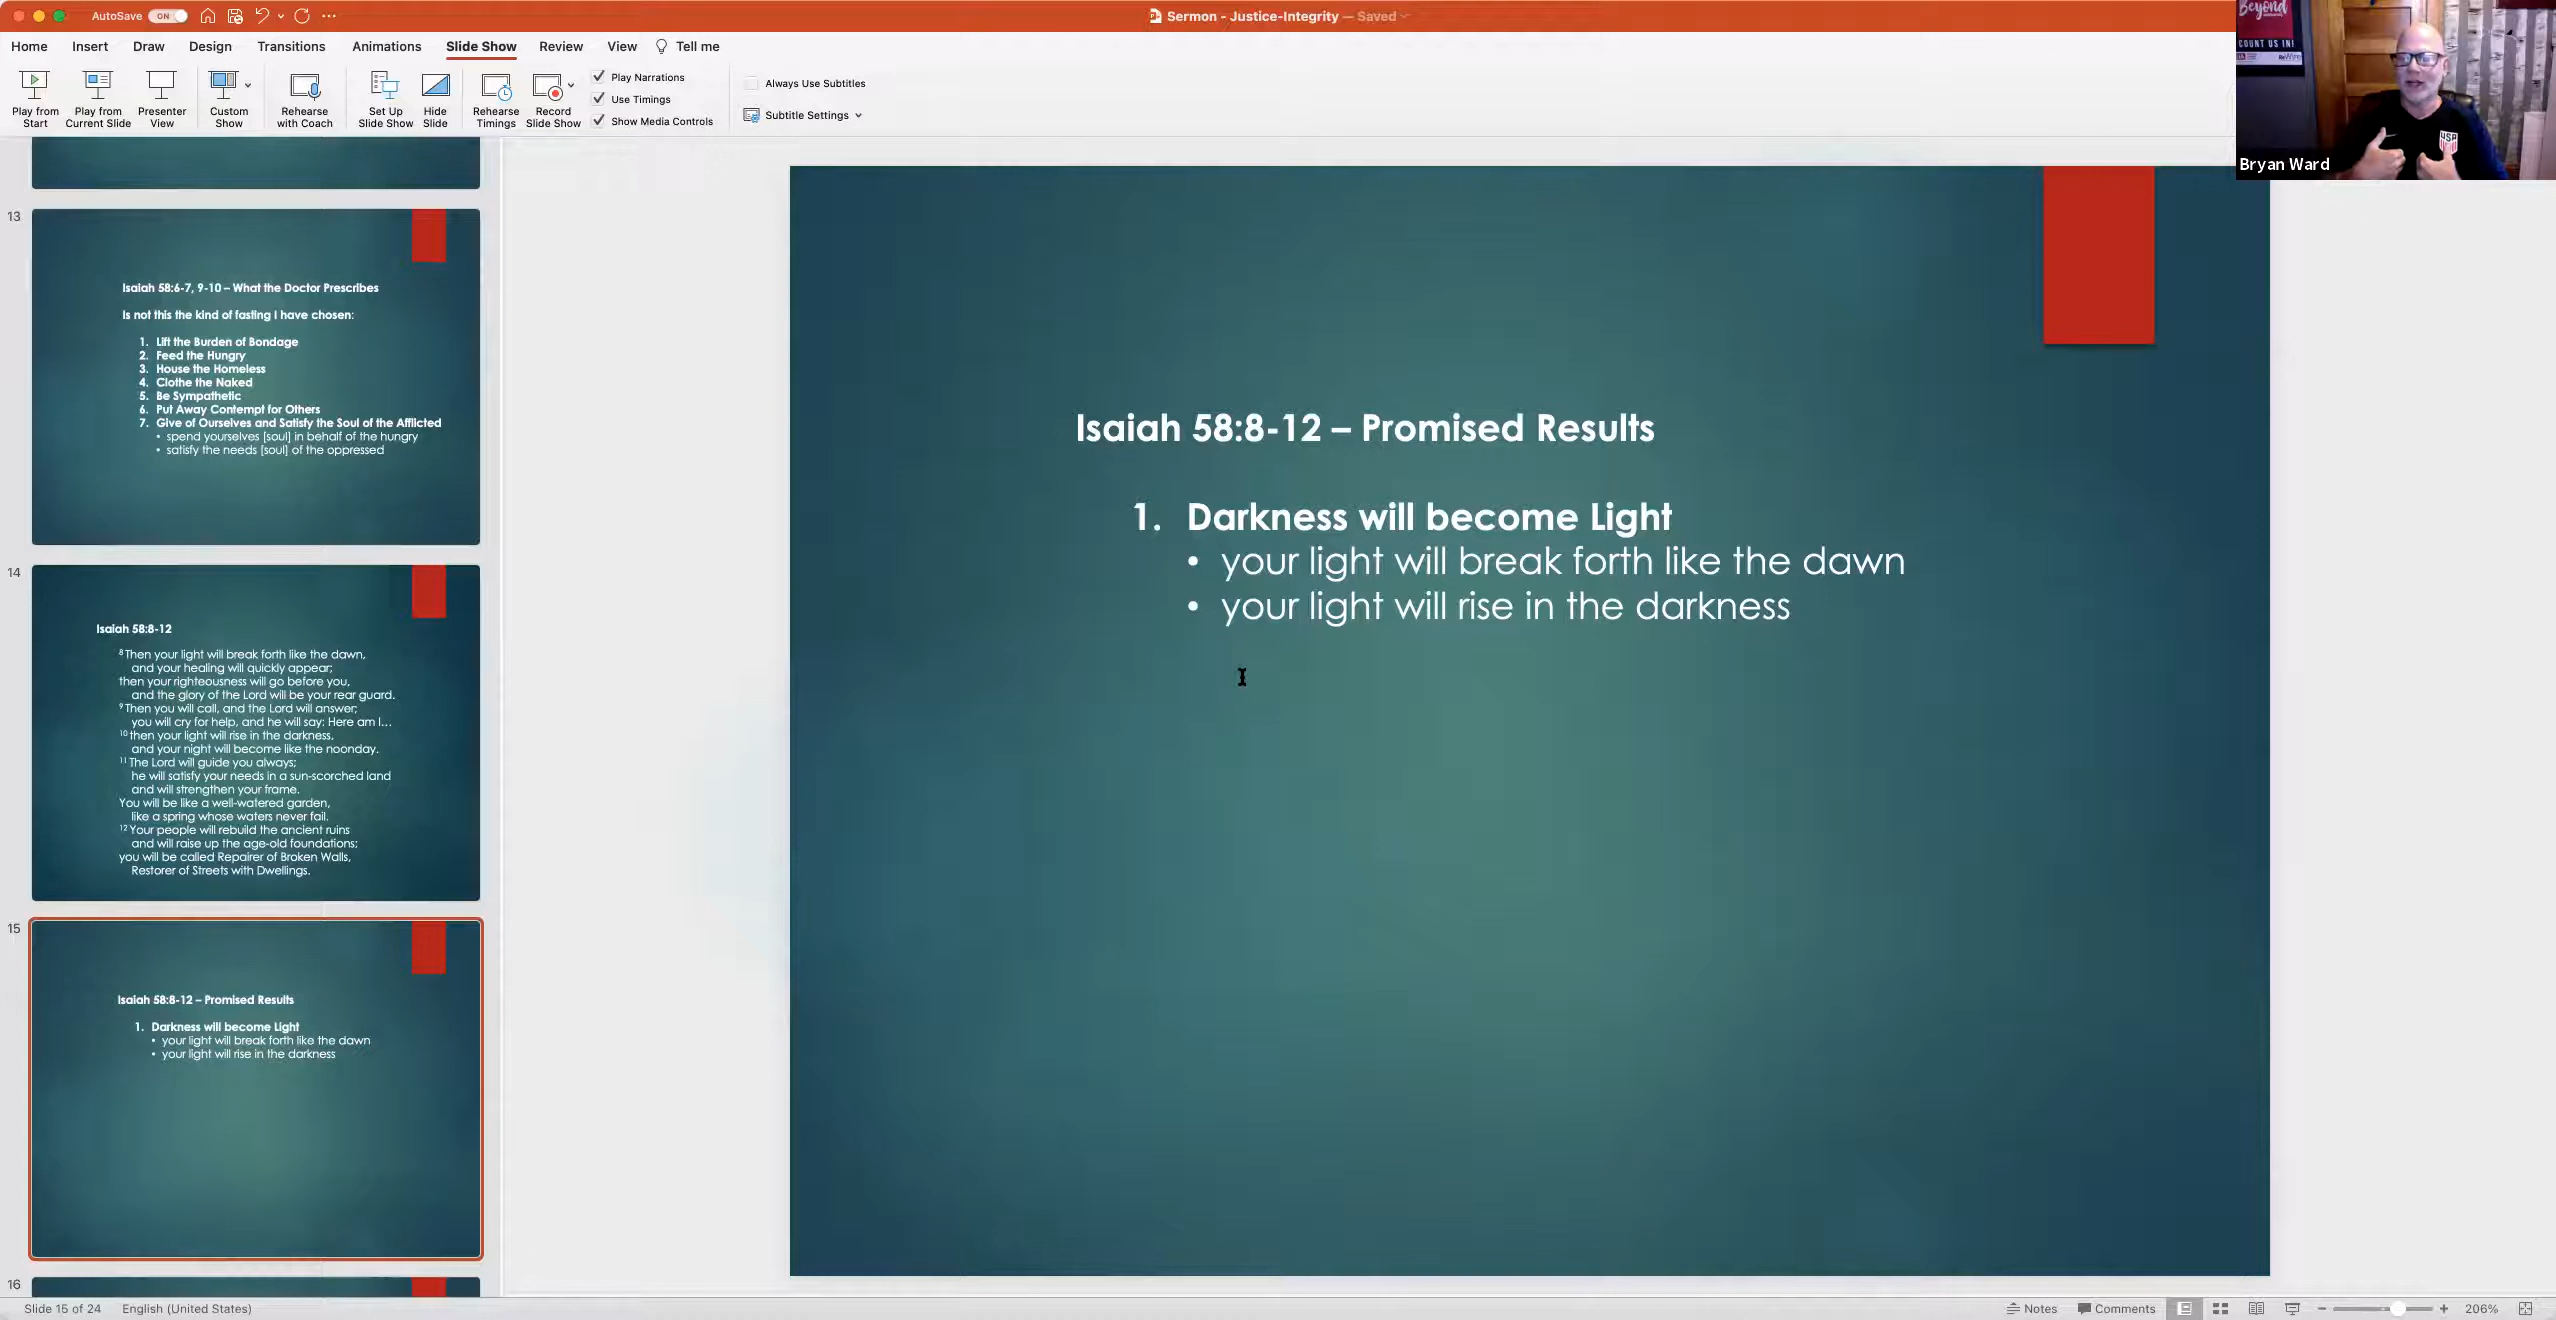 AutoSave ON
Sermon - Justice-Integrity — Saved
Home Insert Draw Design Transitions Animations Slide Show Review View Tell me
Play from Start
Play from Current Slide
Presenter View
Custom Show
Rehearse with Coach
Set Up Slide Show
Hide Slide
Rehearse Timings
Record Slide Show
Play Narrations
Use Timings
Show Media Controls
Always Use Subtitles
Subtitle Settings
Beyond
COUNT US IN!
Bryan Ward
13
Isaiah 58:6-7, 9-10 – What the Doctor Prescribes
Is not this the kind of fasting I have chosen:
1. Lift the Burden of Bondage
2. Feed the Hungry
3. House the Homeless
4. Clothe the Naked
5. Be Sympathetic
6. Put Away Contempt for Others
7. Give of Ourselves and Satisfy the Soul of the Afflicted
• spend yourselves [soul] in behalf of the hungry
• satisfy the needs [soul] of the oppressed
14
Isaiah 58:8-12
8 Then your light will break forth like the dawn,
and your healing will quickly appear;
then your righteousness will go before you,
and the glory of the Lord will be your rear guard.
9 Then you will call, and the Lord will answer;
you will cry for help, and he will say: Here am I...
10 then your light will rise in the darkness,
and your night will become like the noonday.
11 The Lord will guide you always;
he will satisfy your needs in a sun-scorched land
and will strengthen your frame.
You will be like a well-watered garden,
like a spring whose waters never fail.
12 Your people will rebuild the ancient ruins
and will raise up the age-old foundations;
you will be called Repairer of Broken Walls,
Restorer of Streets with Dwellings.
15
Isaiah 58:8-12 – Promised Results
1. Darkness will become Light
• your light will break forth like the dawn
• your light will rise in the darkness
16
Isaiah 58:8-12 – Promised Results
1. Darkness will become Light
• your light will break forth like the dawn
• your light will rise in the darkness
Slide 15 of 24 English (United States)
Notes Comments 206%